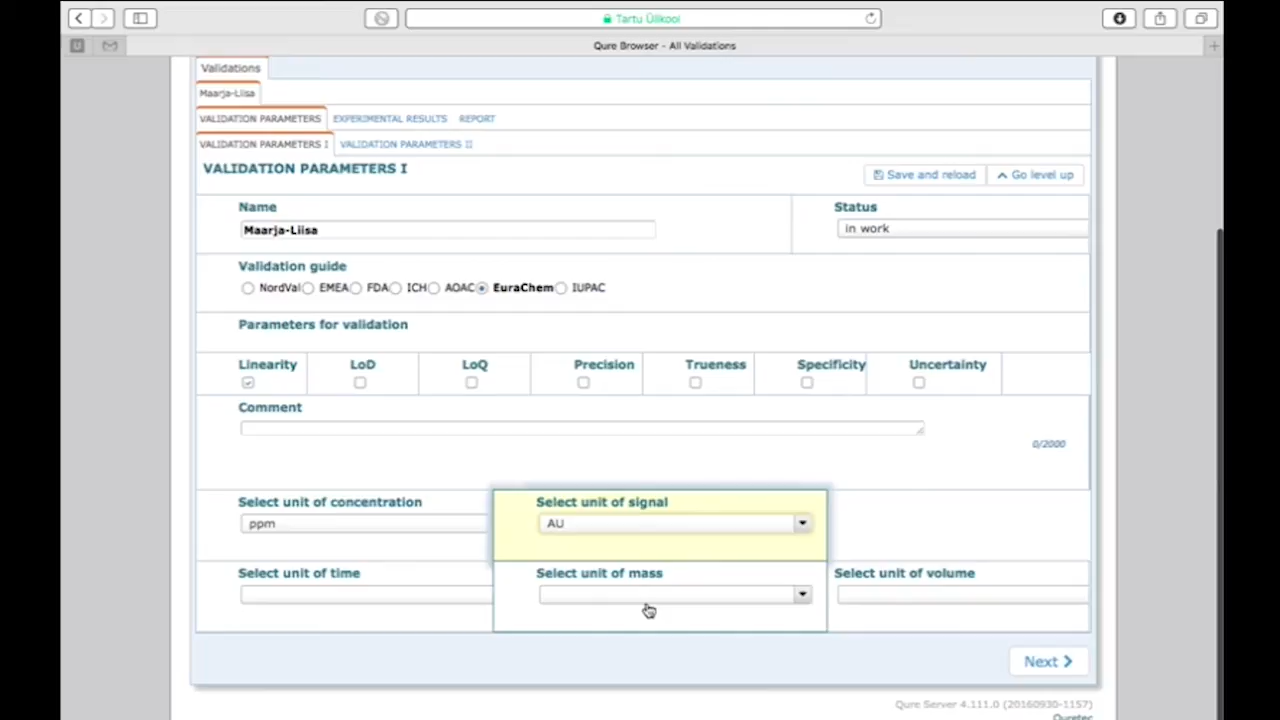 Tartu Ülikool
Qure Browser - All Validations
Validations
Maarja-Liisa
VALIDATION PARAMETERS EXPERIMENTAL RESULTS REPORT
VALIDATION PARAMETERS I VALIDATION PARAMETERS II
VALIDATION PARAMETERS I
Save and reload Go level up
Name Status
Maarja-Liisa in work
Validation guide
NordVal EMEA FDA ICH AOAC EuraChem IUPAC
Parameters for validation
Linearity LoD LoQ Precision Trueness Specificity Uncertainty
Comment
0/2000
Select unit of concentration Select unit of signal
ppm AU
Select unit of time Select unit of mass Select unit of volume
Next
Qure Server 4.111.0 (20160930-1157)
Quretec